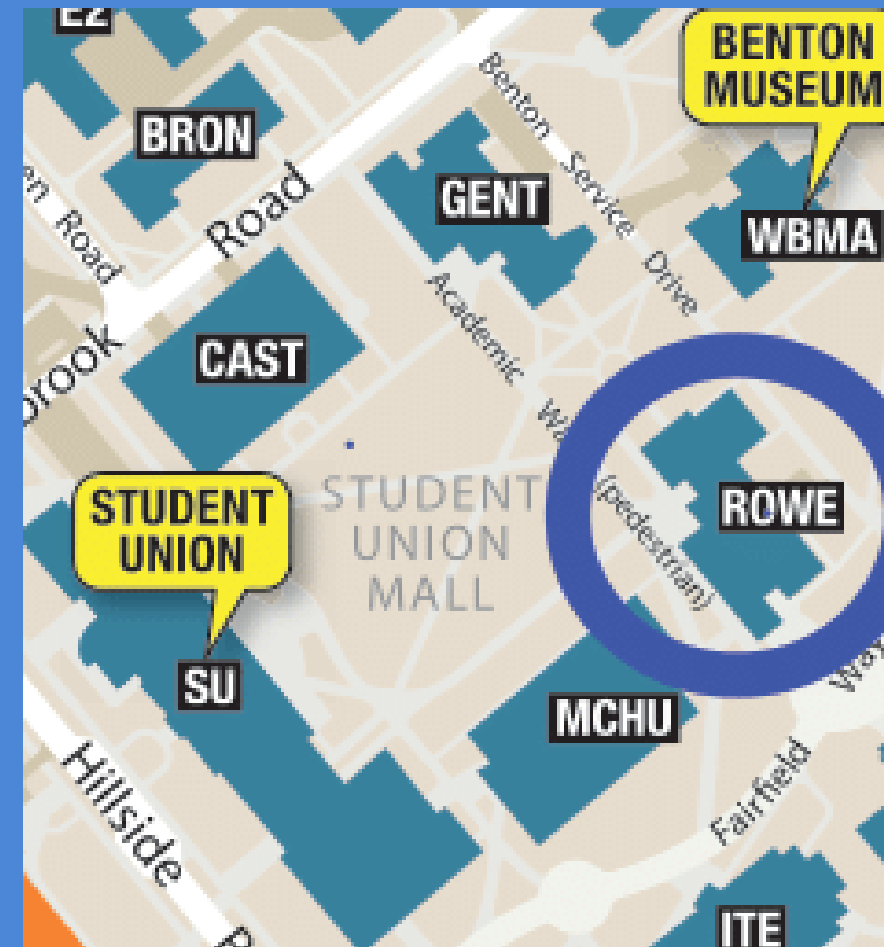 E2
BENTON
MUSEUM
BRON
Benton Service Drive
GENT
WBMA
Road
Road
Academic
CAST
(pedestrian)
ROWE
STUDENT
UNION
STUDENT
UNION
MALL
SU
MCHU
Way
Hillside
Fairfield
ITE